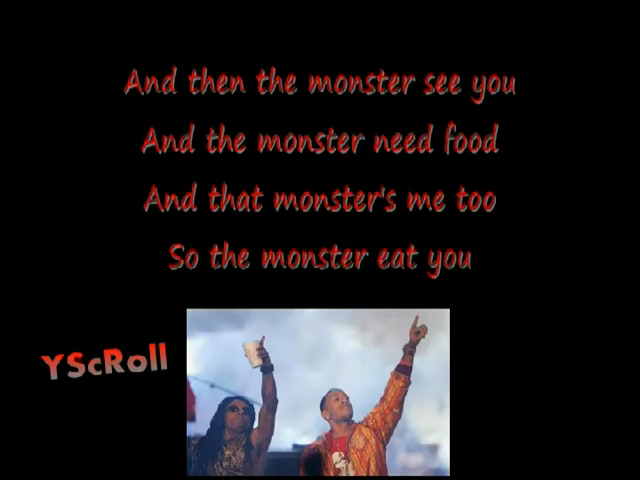 And then the monster see you
And the monster need food
And that monster's me too
So the monster eat you
YScRoll